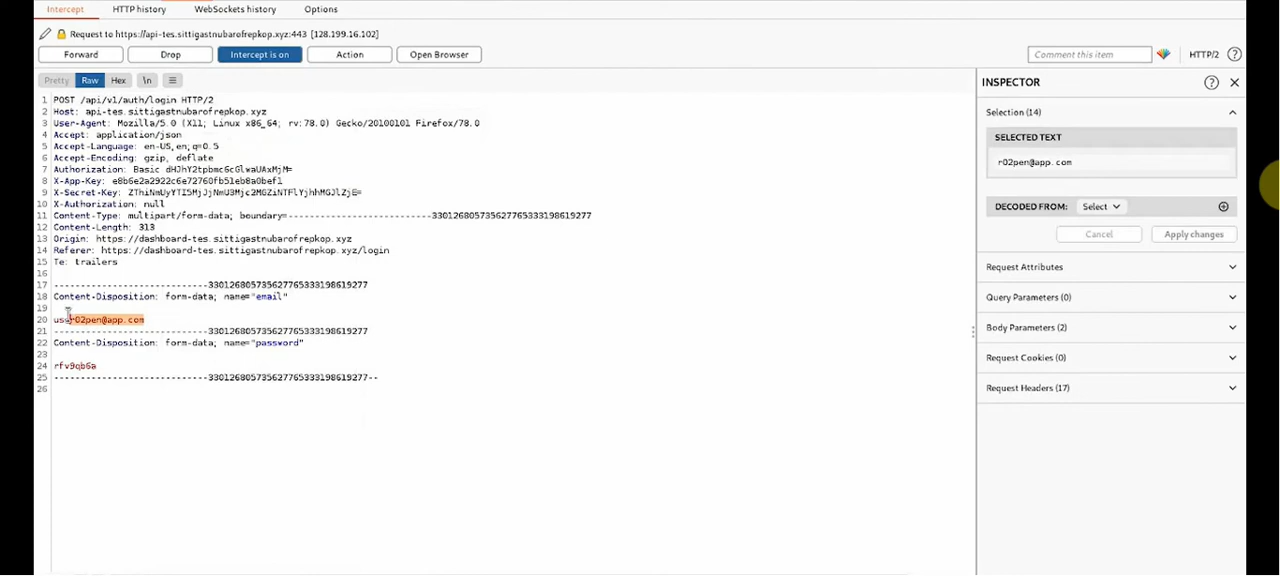 Intercept HTTP history WebSockets history Options
Request to https://api-tes.sittigastnubarofrepkop.xyz:443 [128.199.16.102]
Forward Drop Intercept is on Action Open Browser Comment this item HTTP/2 ?
Pretty Raw Hex \n ≡
INSPECTOR
1 POST /api/v1/auth/login HTTP/2
2 Host: api-tes.sittigastnubarofrepkop.xyz
3 User-Agent: Mozilla/5.0 (X11; Linux x86_64; rv:78.0) Gecko/20100101 Firefox/78.0
4 Accept: application/json
5 Accept-Language: en-US,en;q=0.5
6 Accept-Encoding: gzip, deflate
7 Authorization: Basic
8 X-App-Key:
9 X-Secret-Key:
10 X-Authorization: null
11 Content-Type: multipart/form-data; boundary=---------------------------330126805735627765333198619277
12 Content-Length: 313
13 Origin: https://dashboard-tes.sittigastnubarofrepkop.xyz
14 Referer: https://dashboard-tes.sittigastnubarofrepkop.xyz/login
15 Te: trailers
16
17 -----------------------------330126805735627765333198619277
18 Content-Disposition: form-data; name="email"
19
20 user02pen@app.com
21 -----------------------------330126805735627765333198619277
22 Content-Disposition: form-data; name="password"
23
24 rfv9qb6a
25 -----------------------------330126805735627765333198619277--
26
Selection (14)
SELECTED TEXT
r02pen@app.com
DECODED FROM: Select
Cancel Apply changes
Request Attributes
Query Parameters (0)
Body Parameters (2)
Request Cookies (0)
Request Headers (17)